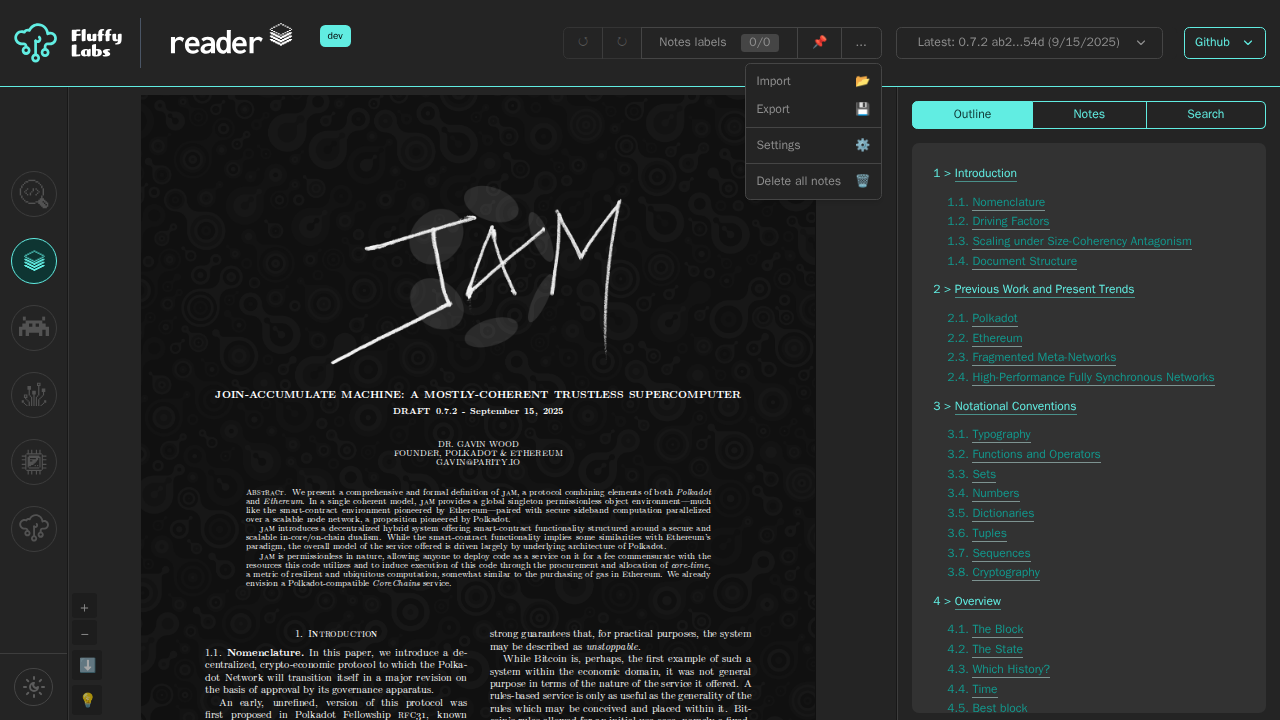 Fluffy
Labs
reader
dev
Notes labels 0/0
...
Latest: 0.7.2 ab2...54d (9/15/2025)
Github
Import
Export
Settings
Delete all notes
Outline
Notes
Search
JAM
JOIN-ACCUMULATE MACHINE: A MOSTLY-COHERENT TRUSTLESS SUPERCOMPUTER
DRAFT 0.7.2 - September 15, 2025
DR. GAVIN WOOD
FOUNDER, POLKADOT & ETHEREUM
GAVIN@PARITY.IO
Abstract. We present a comprehensive and formal definition of JAM, a protocol combining elements of both Polkadot
and Ethereum. In a single coherent model, JAM provides a global singleton permissionless object environment—much
like the smart-contract environment pioneered by Ethereum—paired with secure sideband computation parallelized
over a scalable node network, a proposition pioneered by Polkadot.
JAM introduces a decentralized hybrid system offering smart-contract functionality structured around a secure and
scalable in-core/on-chain dualism. While the smart-contract functionality implies some similarities with Ethereum's
paradigm, the overall model of the service offered is driven largely by underlying architecture of Polkadot.
JAM is permissionless in nature, allowing anyone to deploy code as a service on it for a fee commensurate with the
resources this code utilizes and to induce execution of this code through the procurement and allocation of core-time,
a metric of resilient and ubiquitous computation, somewhat similar to the purchasing of gas in Ethereum. We already
envision a Polkadot-compatible CoreChains service.
1. Introduction
1.1. Nomenclature. In this paper, we introduce a de-
centralized, crypto-economic protocol to which the Polka-
dot Network will transition itself in a major revision on
the basis of approval by its governance apparatus.
An early, unrefined, version of this protocol was
first proposed in Polkadot Fellowship RFC31, known
strong guarantees that, for practical purposes, the system
may be described as unstoppable.
While Bitcoin is, perhaps, the first example of such a
system within the economic domain, it was not general
purpose in terms of the nature of the service it offered. A
rules-based service is only as useful as the generality of the
rules which may be conceived and placed within it. Bit-
1 > Introduction
1.1. Nomenclature
1.2. Driving Factors
1.3. Scaling under Size-Coherency Antagonism
1.4. Document Structure
2 > Previous Work and Present Trends
2.1. Polkadot
2.2. Ethereum
2.3. Fragmented Meta-Networks
2.4. High-Performance Fully Synchronous Networks
3 > Notational Conventions
3.1. Typography
3.2. Functions and Operators
3.3. Sets
3.4. Numbers
3.5. Dictionaries
3.6. Tuples
3.7. Sequences
3.8. Cryptography
4 > Overview
4.1. The Block
4.2. The State
4.3. Which History?
4.4. Time
4.5. Best block
+
−